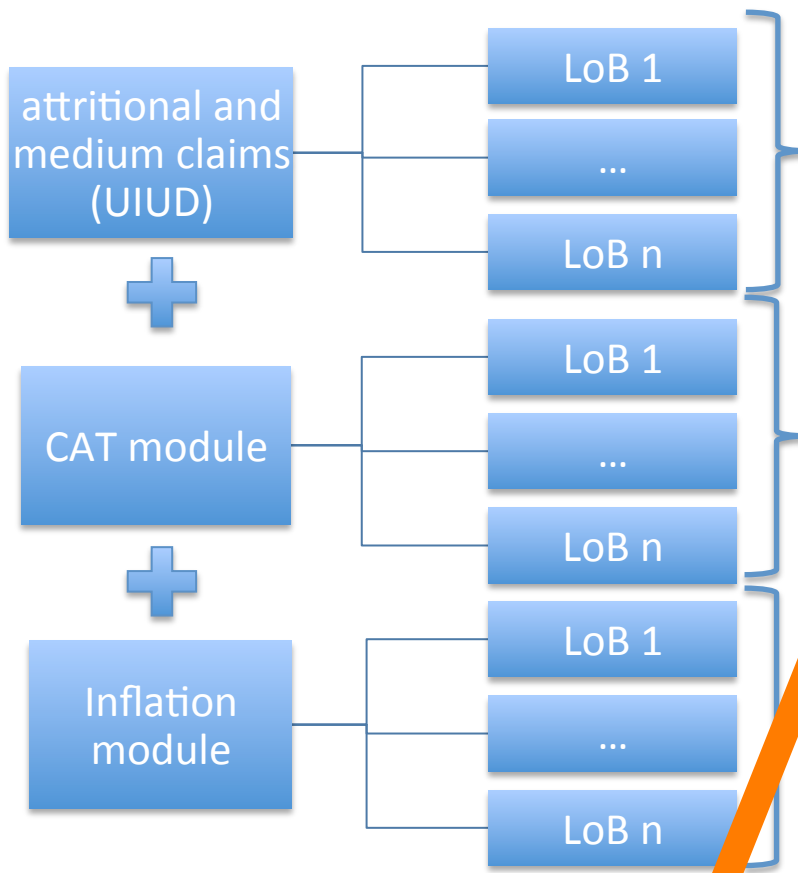 attritional and
medium claims
(UIUD)
LoB 1
...
LoB n
CAT module
LoB 1
...
LoB n
Inflation
module
LoB 1
...
LoB n